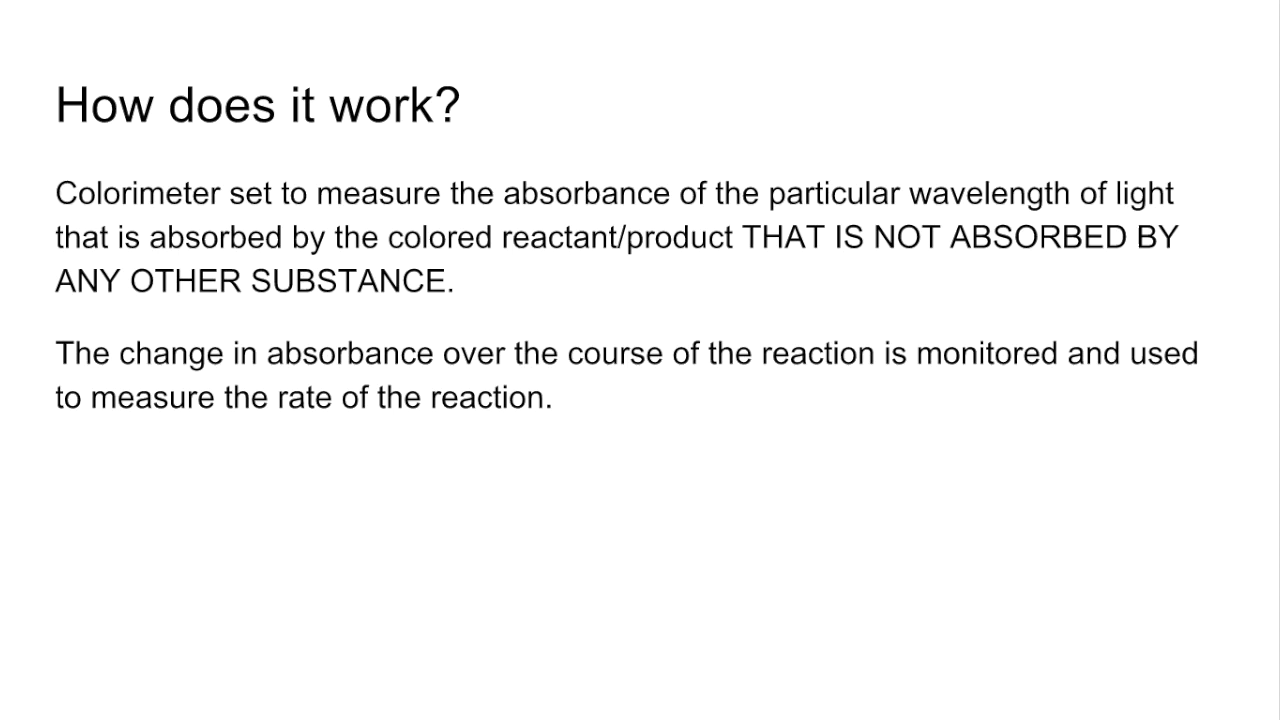 How does it work?
Colorimeter set to measure the absorbance of the particular wavelength of light
that is absorbed by the colored reactant/product THAT IS NOT ABSORBED BY
ANY OTHER SUBSTANCE.
The change in absorbance over the course of the reaction is monitored and used
to measure the rate of the reaction.